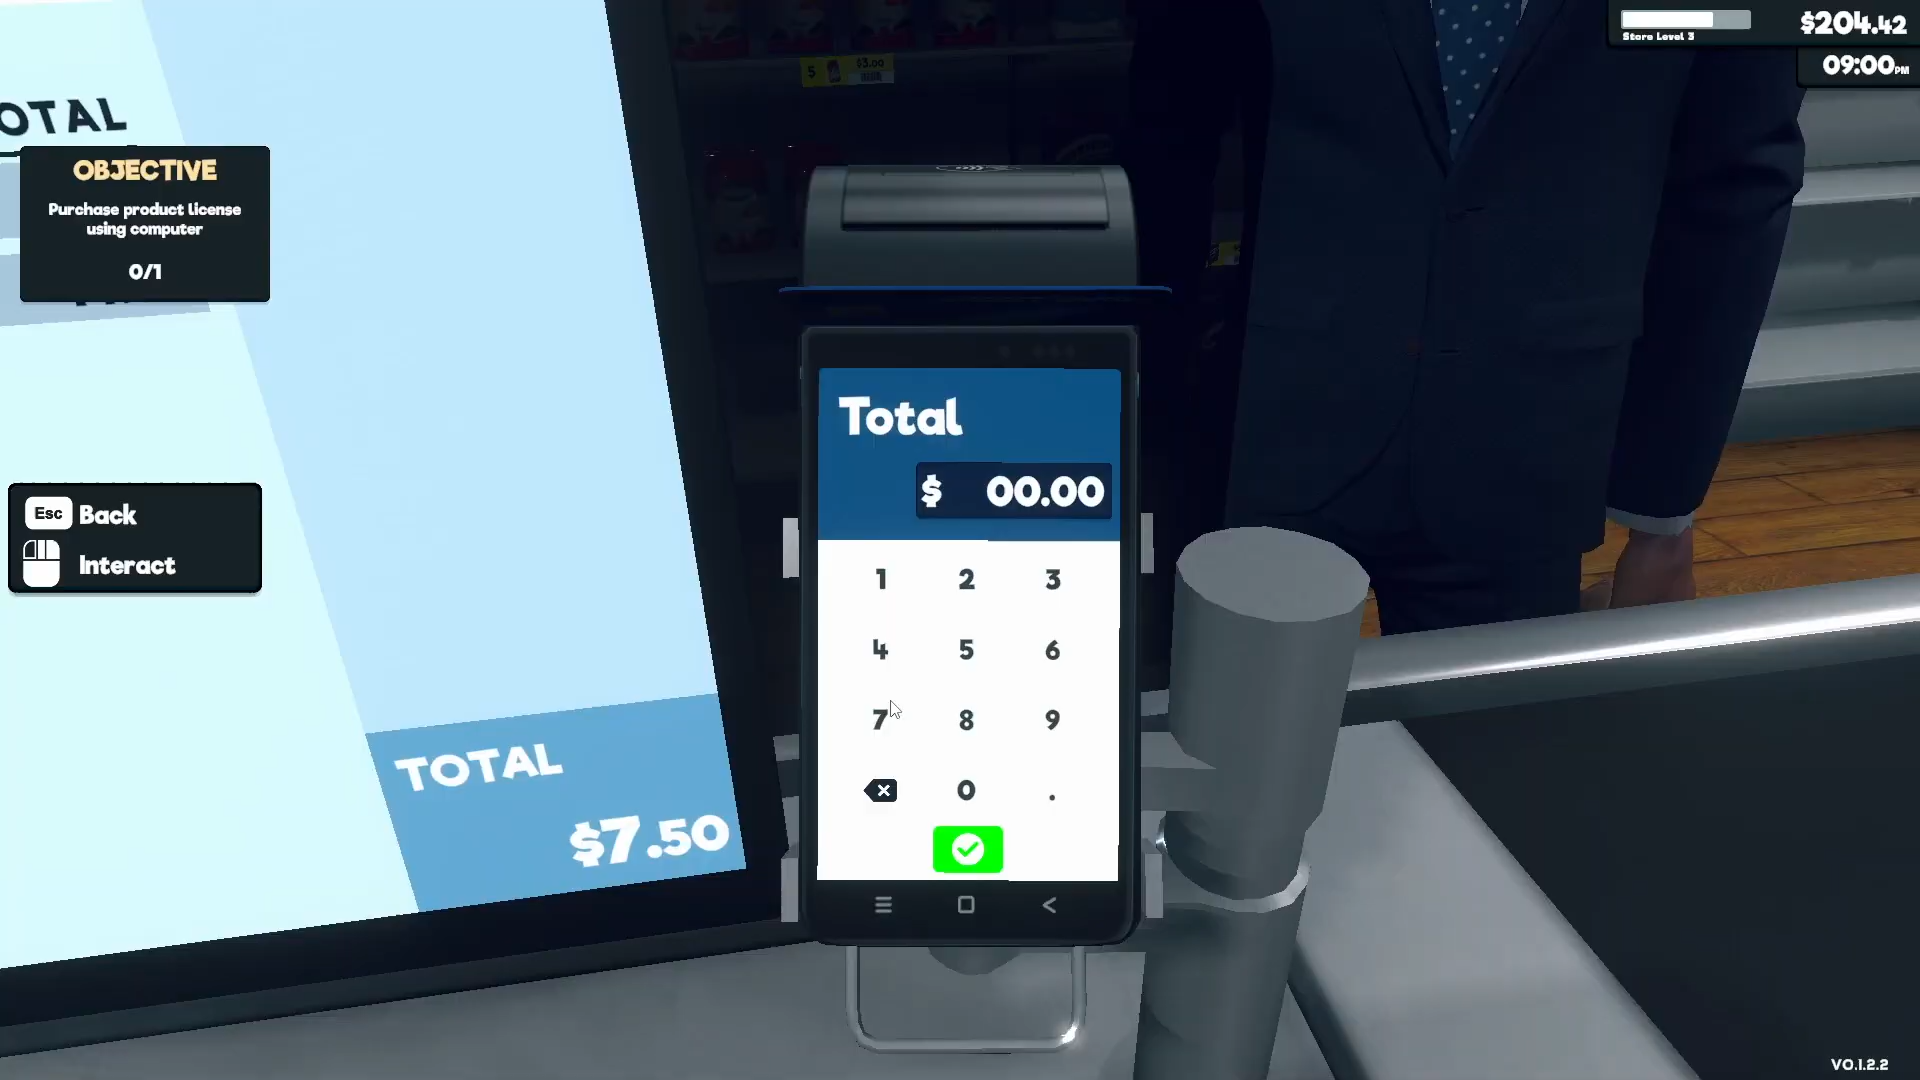 $204.42
Store Level 3
09:00PM
$3.00
OTAL
OBJECTIVE
Purchase product license
using computer
0/1
Esc Back
Interact
Total
$ 00.00
1 2 3
4 5 6
7 8 9
0 .
TOTAL
$7.50
V0.1.2.2